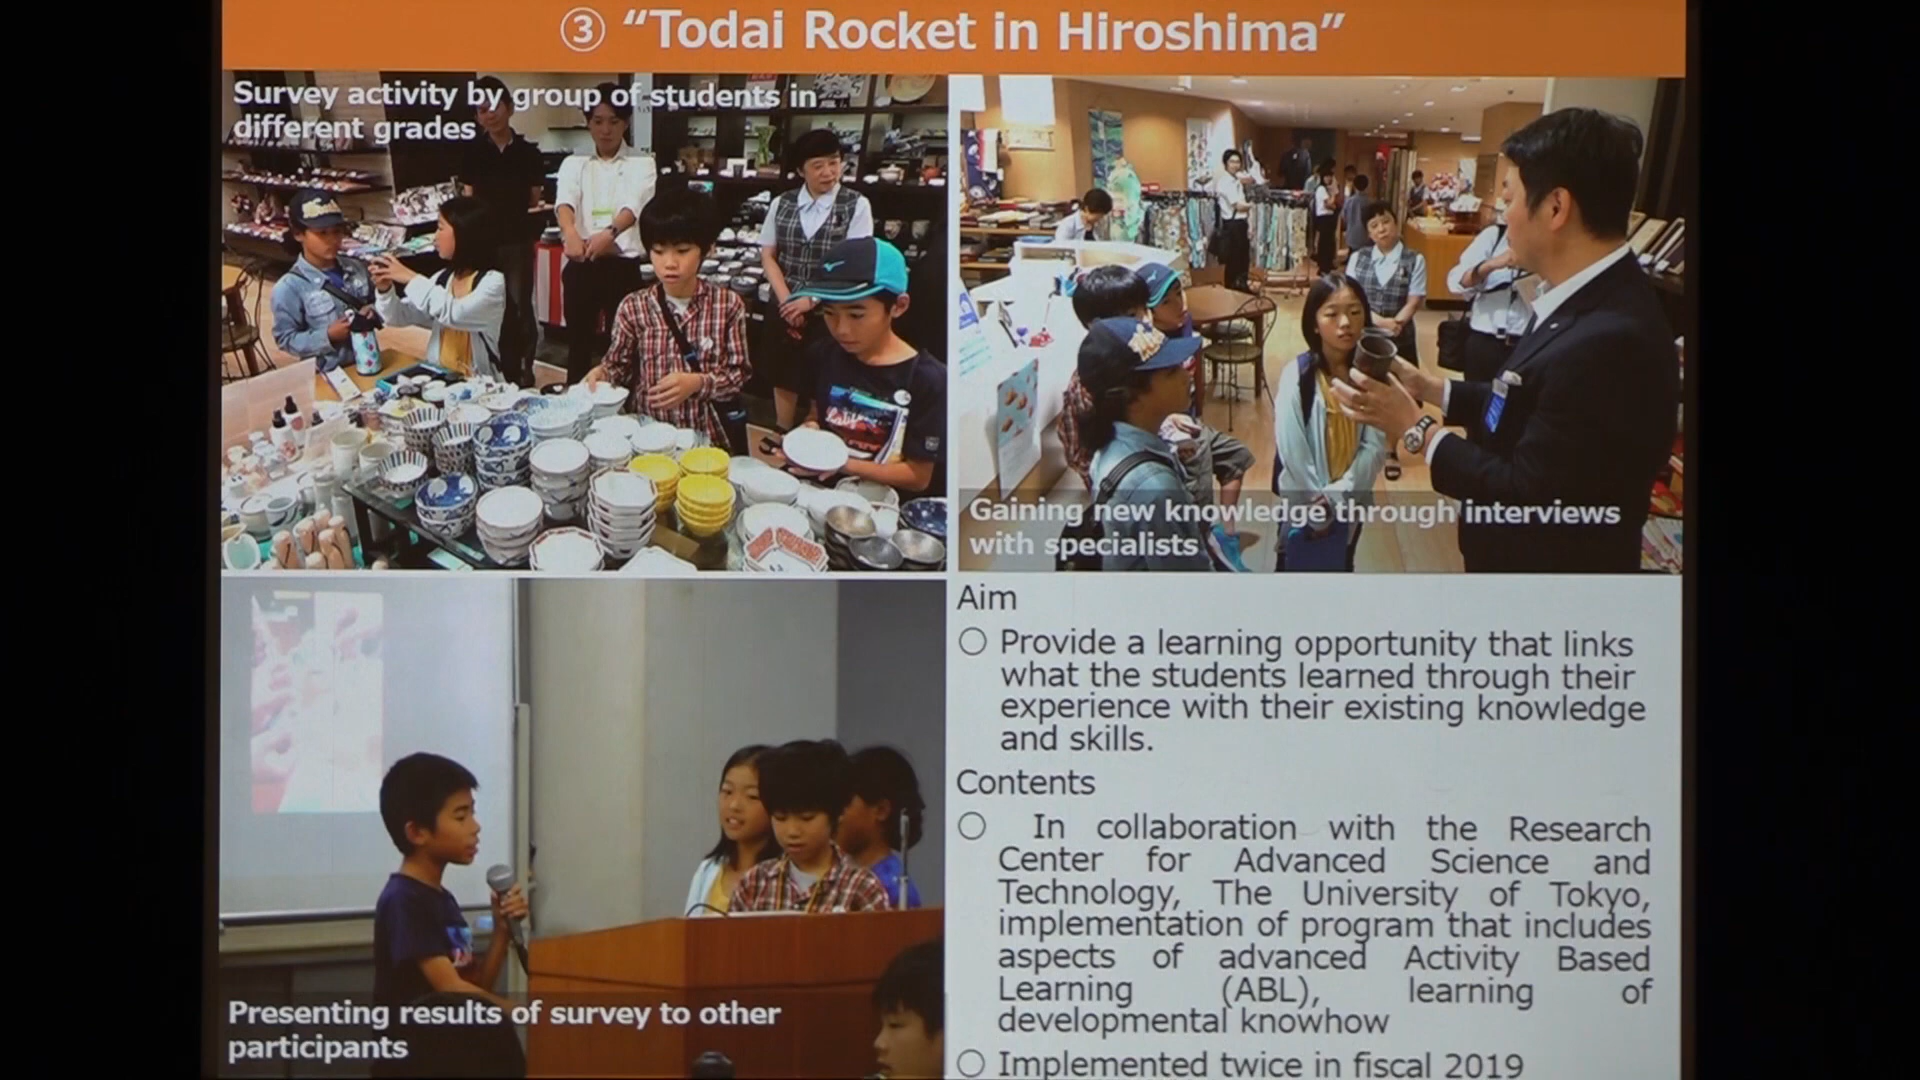 ③ “Todai Rocket in Hiroshima”
Survey activity by group of students in
different grades
Gaining new knowledge through interviews
with specialists
Presenting results of survey to other
participants
Aim
○ Provide a learning opportunity that links
what the students learned through their
experience with their existing knowledge
and skills.
Contents
○ In collaboration with the Research
Center for Advanced Science and
Technology, The University of Tokyo,
implementation of program that includes
aspects of advanced Activity Based
Learning (ABL), learning of
developmental knowhow
○ Implemented twice in fiscal 2019